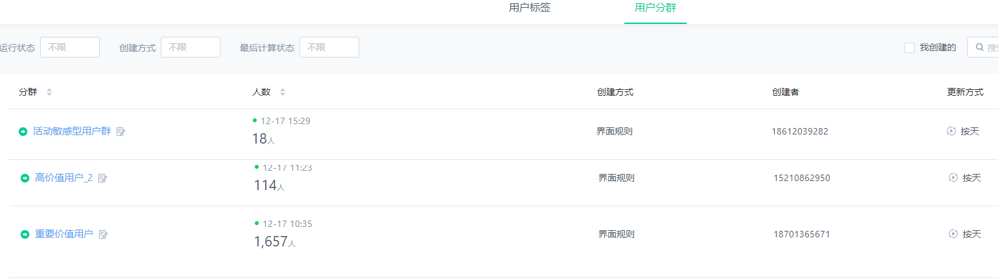 用户标签 用户分群
运行状态 不限 创建方式 不限 最后计算状态 不限 我创建的
分群 人数 创建方式 创建者 更新方式
12-17 15:29
活动敏感型用户群 18人 界面规则 18612039282 按天
12-17 11:23
高价值用户_2 114人 界面规则 15210862950 按天
12-17 10:35
重要价值用户 1,657人 界面规则 18701365671 按天